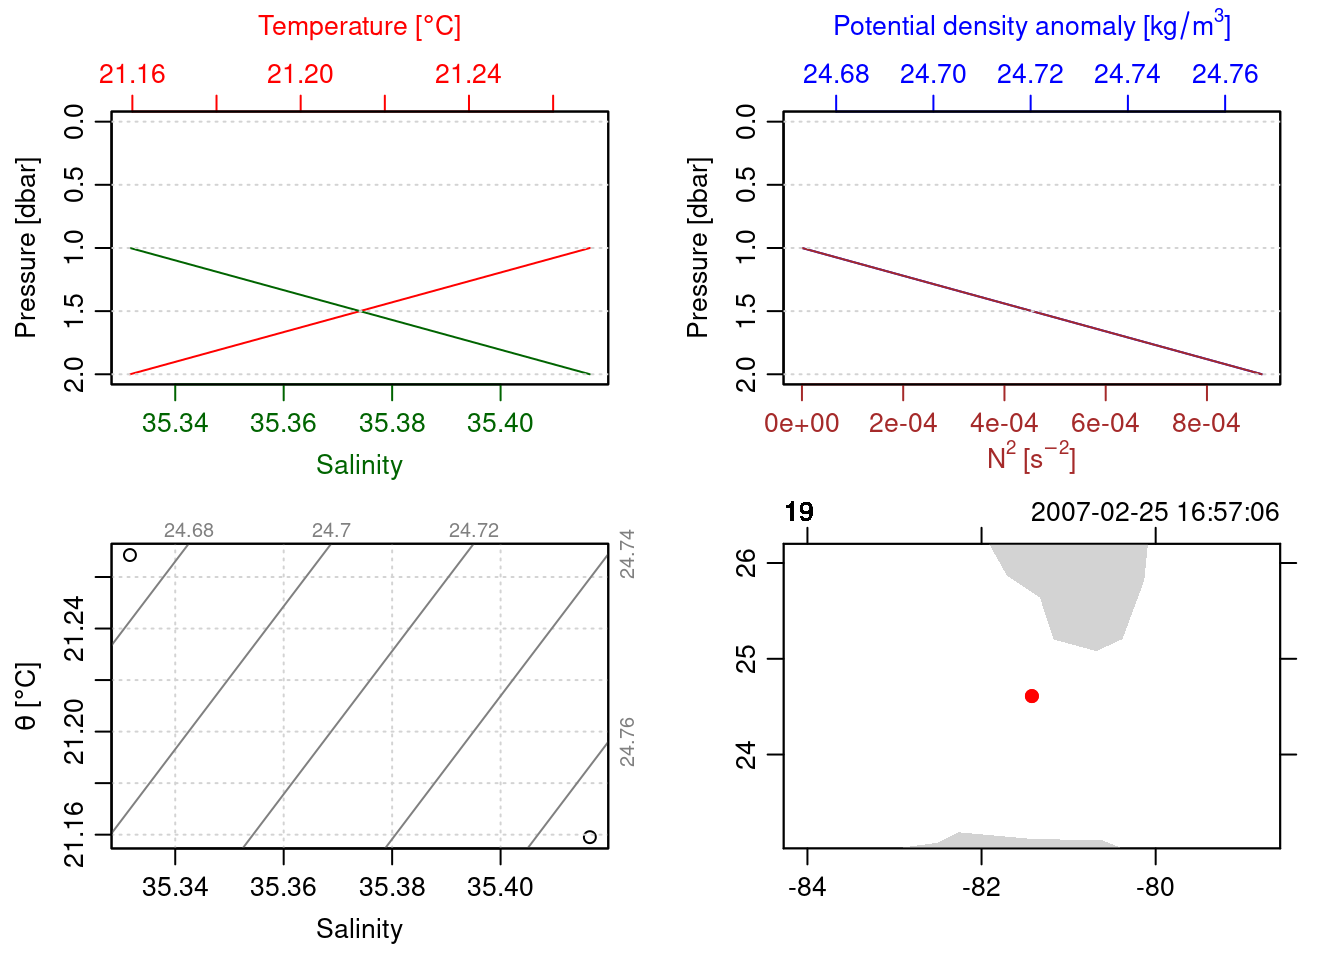 Temperature [°C]
21.16 21.20 21.24
Pressure [dbar]
0.0 0.5 1.0 1.5 2.0
35.34 35.36 35.38 35.40
Salinity
Potential density anomaly [kg/m³]
24.68 24.70 24.72 24.74 24.76
Pressure [dbar]
0.0 0.5 1.0 1.5 2.0
0e+00 2e-04 4e-04 6e-04 8e-04
N² [s⁻²]
24.68 24.7 24.72
24.74
24.76
θ [°C]
21.16 21.20 21.24
35.34 35.36 35.38 35.40
Salinity
19 2007-02-25 16:57:06
26
25
24
-84 -82 -80